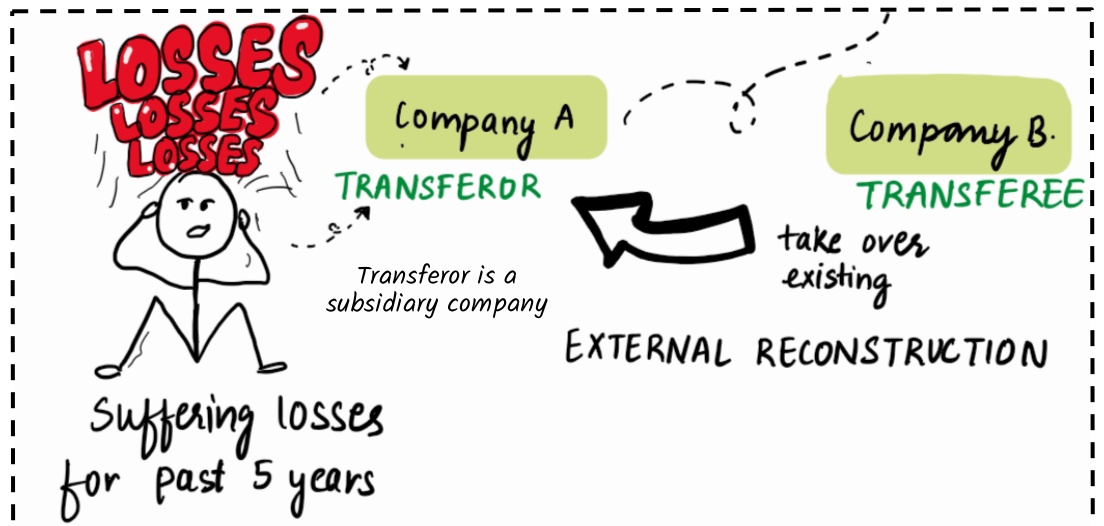 LOSSES
LOSSES
LOSSES
Company A
TRANSFEROR
Transferor is a
subsidiary company
Company B.
TRANSFEREE
take over
existing
EXTERNAL RECONSTRUCTION
Suffering losses
for past 5 years